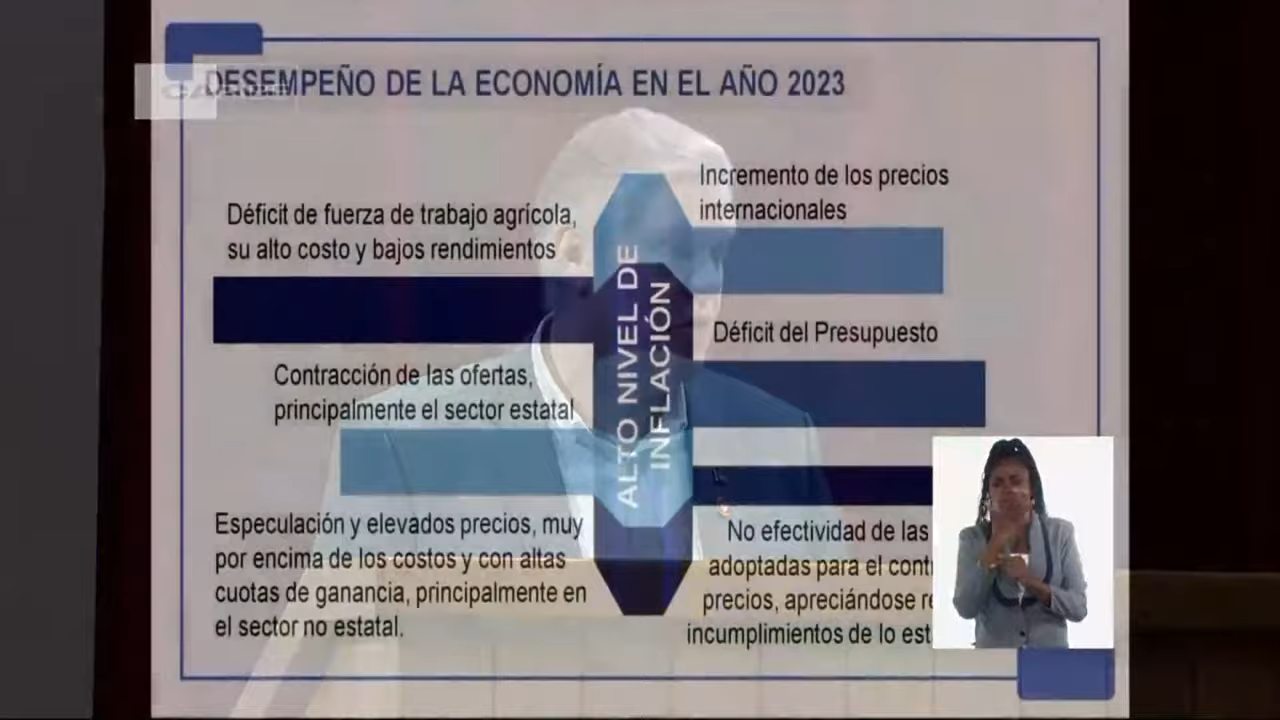 DESEMPEÑO DE LA ECONOMÍA EN EL AÑO 2023
Déficit de fuerza de trabajo agrícola,
su alto costo y bajos rendimientos
Contracción de las ofertas,
principalmente el sector estatal
Especulación y elevados precios, muy
por encima de los costos y con altas
cuotas de ganancia, principalmente en
el sector no estatal.
ALTO NIVEL DE
INFLACIÓN
Incremento de los precios
internacionales
Déficit del Presupuesto
No efectividad de las
adoptadas para el
precios, apreciándose
incumplimientos de lo